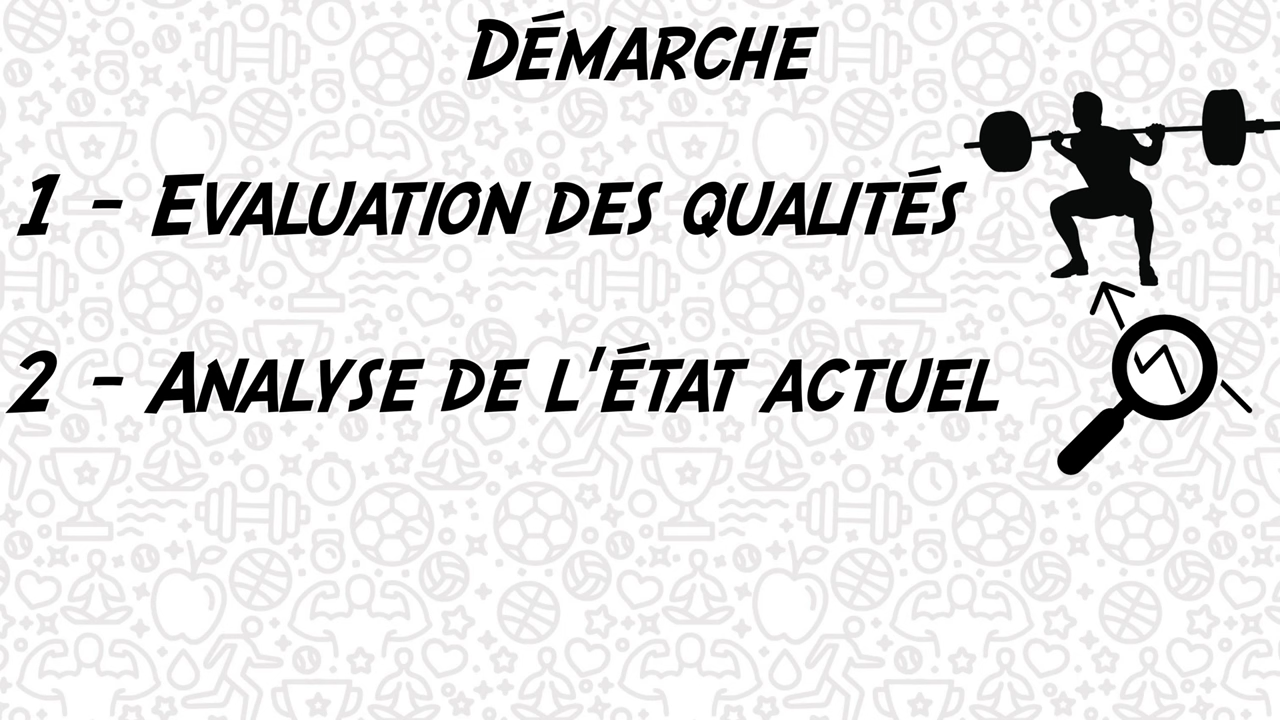 Démarche
1 - Evaluation des qualités
2 - Analyse de l'état actuel